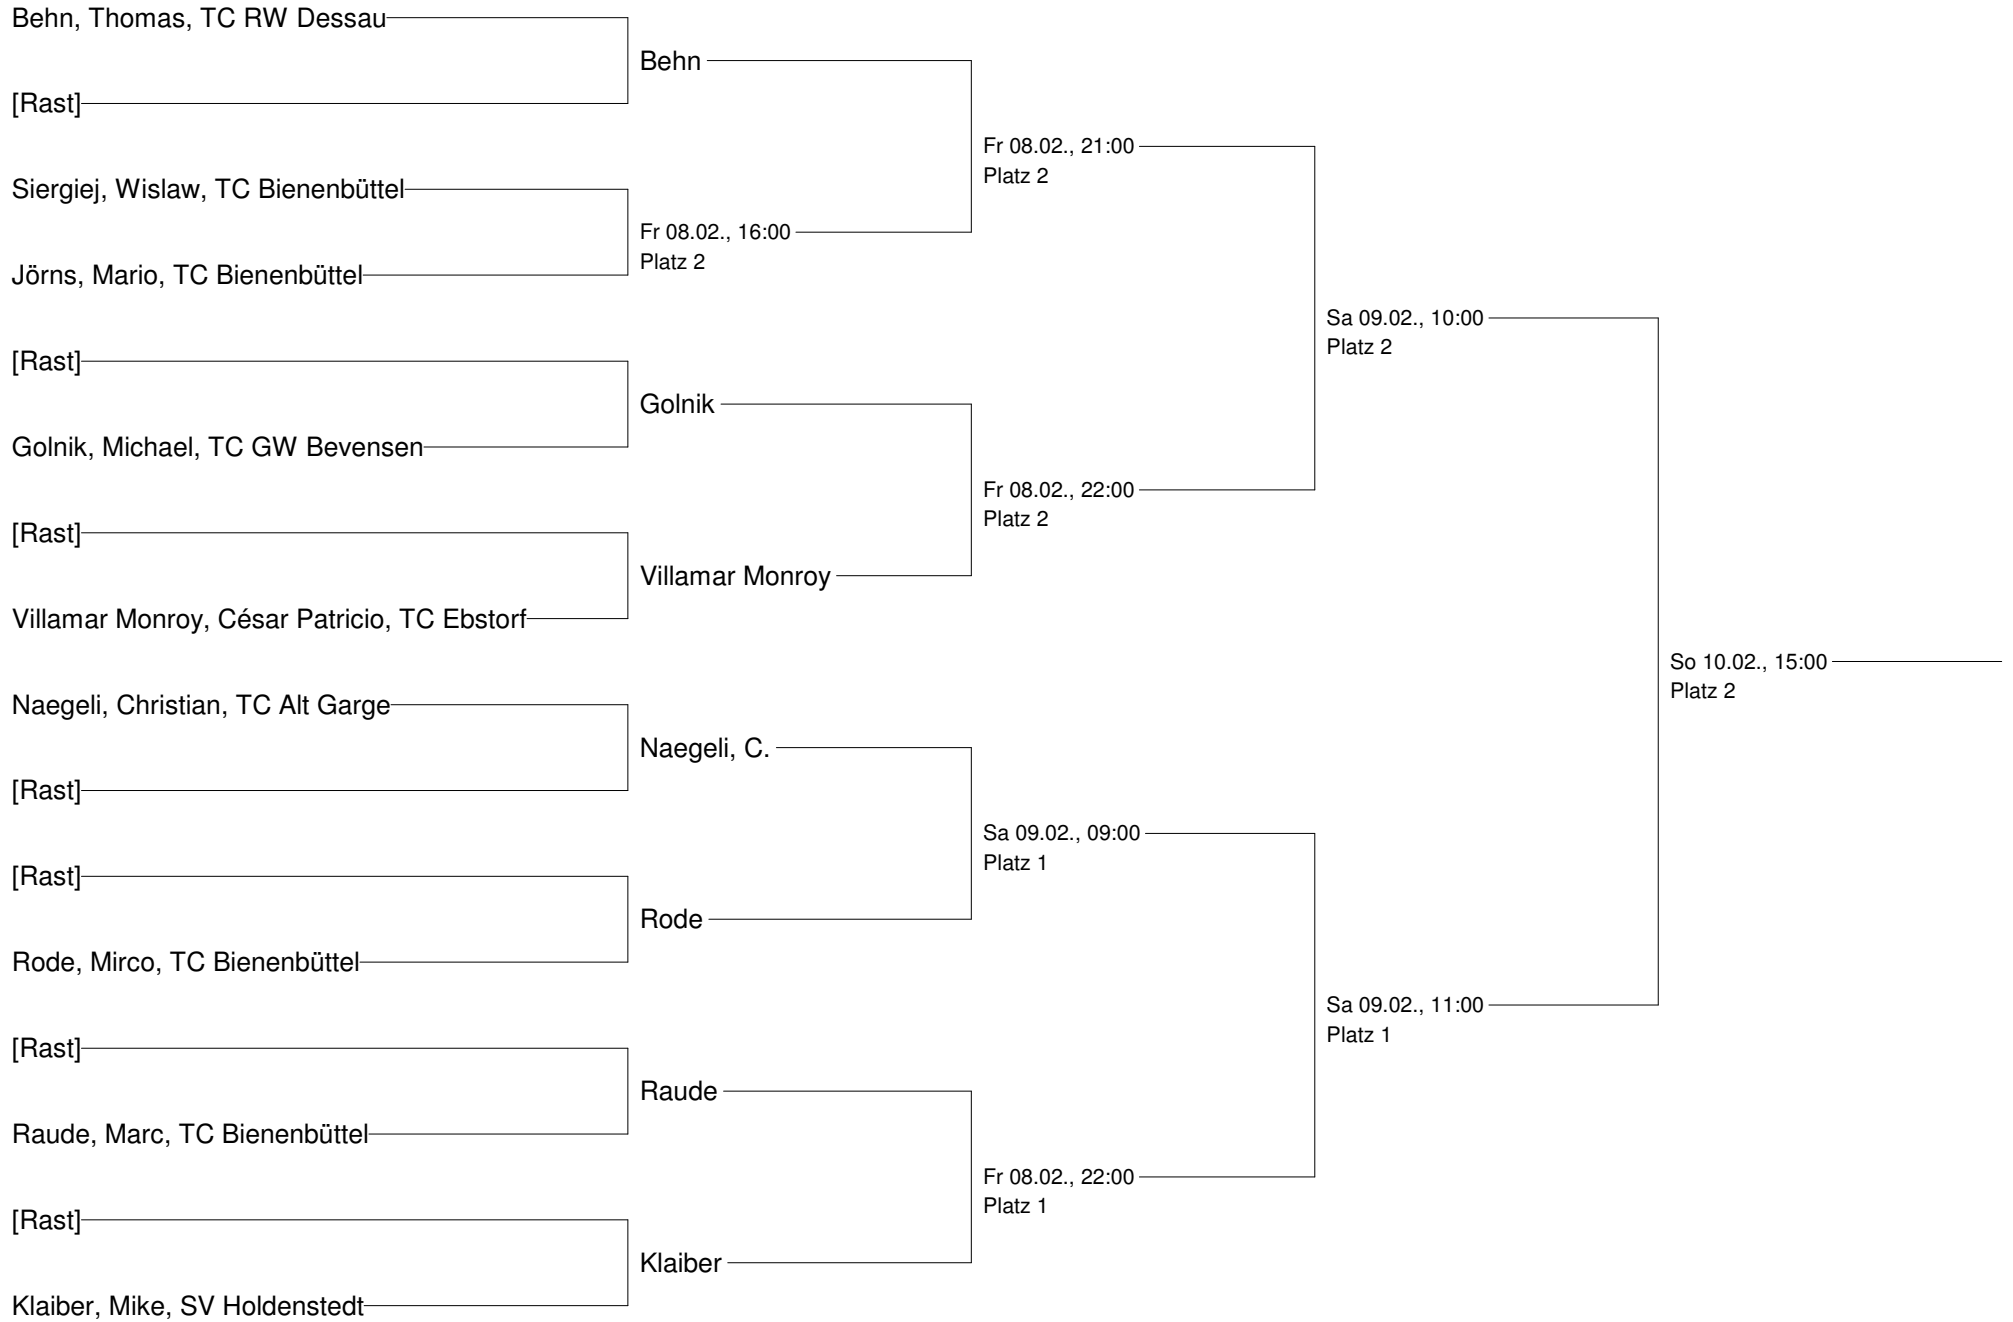 Behn, Thomas, TC RW Dessau
[Rast]
Siergiej, Wislaw, TC Bienenbüttel
Jörns, Mario, TC Bienenbüttel
[Rast]
Golnik, Michael, TC GW Bevensen
[Rast]
Villamar Monroy, César Patricio, TC Ebstorf
Naegeli, Christian, TC Alt Garge
[Rast]
[Rast]
Rode, Mirco, TC Bienenbüttel
[Rast]
Raude, Marc, TC Bienenbüttel
[Rast]
Klaiber, Mike, SV Holdenstedt
Behn
Fr 08.02., 16:00
Platz 2
Golnik
Villamar Monroy
Naegeli, C.
Rode
Raude
Klaiber
Fr 08.02., 21:00
Platz 2
Fr 08.02., 22:00
Platz 2
Sa 09.02., 09:00
Platz 1
Fr 08.02., 22:00
Platz 1
Sa 09.02., 10:00
Platz 2
Sa 09.02., 11:00
Platz 1
So 10.02., 15:00
Platz 2